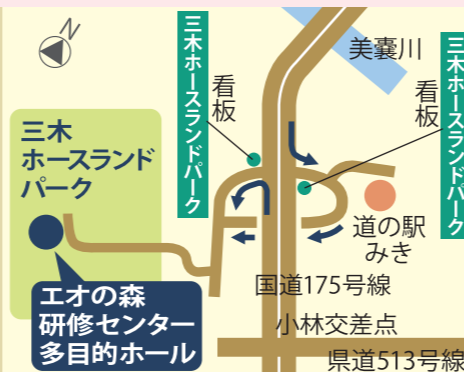 N
美嚢川
三木ホースランドパーク
看板
三木ホースランドパーク
看板
三木
ホースランド
パーク
道の駅
みき
エオの森
研修センター
多目的ホール
国道175号線
小林交差点
県道513号線